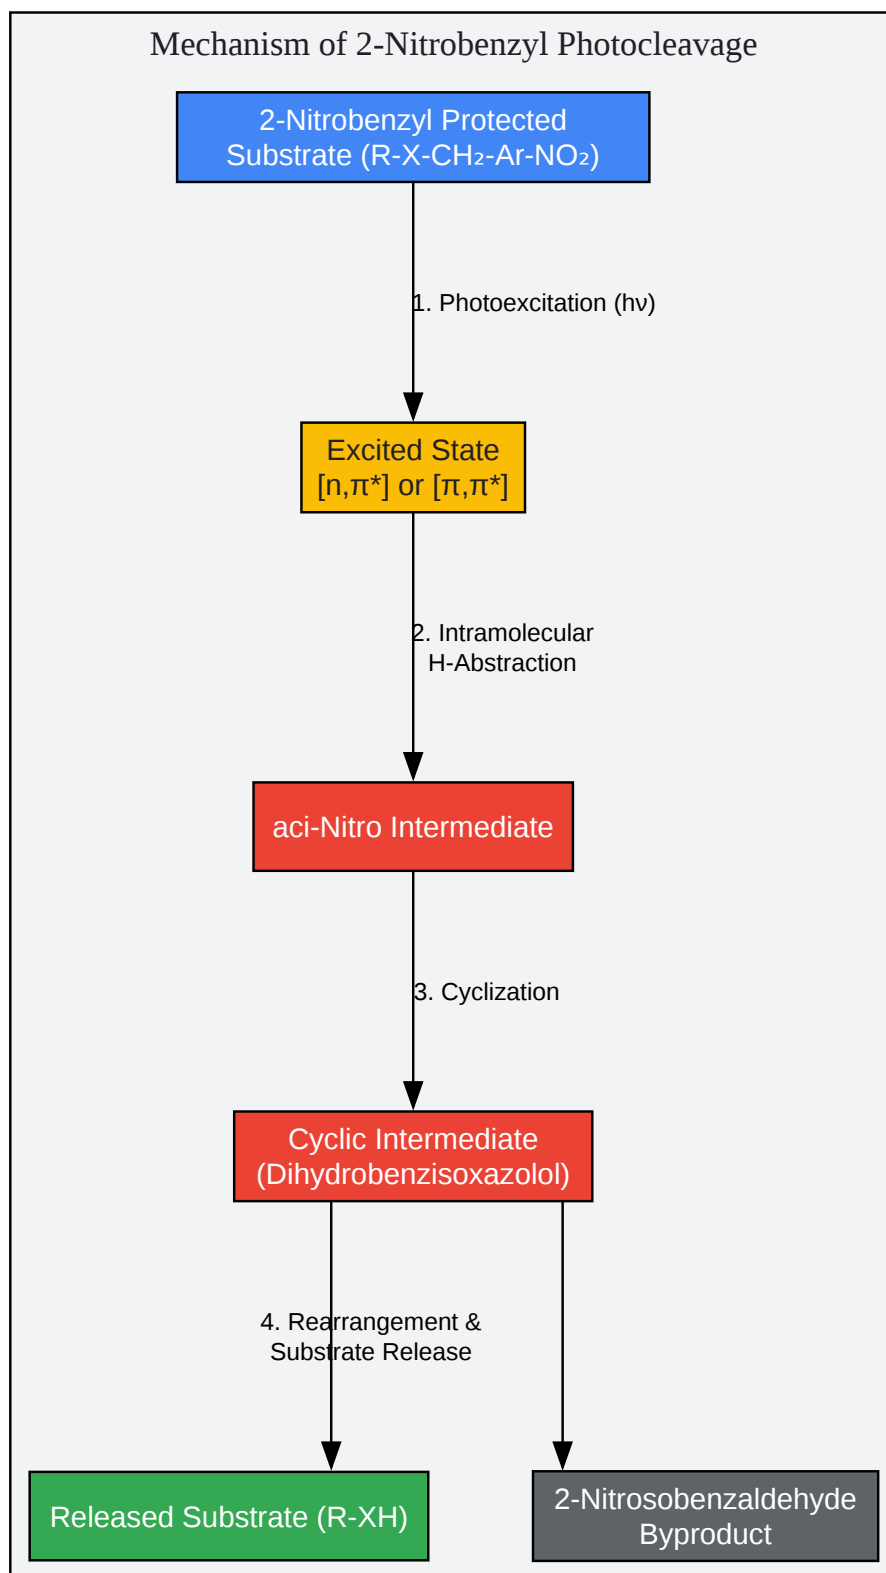 Mechanism of 2-Nitrobenzyl Photocleavage
2-Nitrobenzyl Protected
Substrate (R-X-CH₂-Ar-NO₂)
1. Photoexcitation (hν)
Excited State
[n,π*] or [π,π*]
2. Intramolecular
H-Abstraction
aci-Nitro Intermediate
3. Cyclization
Cyclic Intermediate
(Dihydrobenzisoxazolol)
4. Rearrangement &
Substrate Release
Released Substrate (R-XH)
2-Nitrosobenzaldehyde
Byproduct